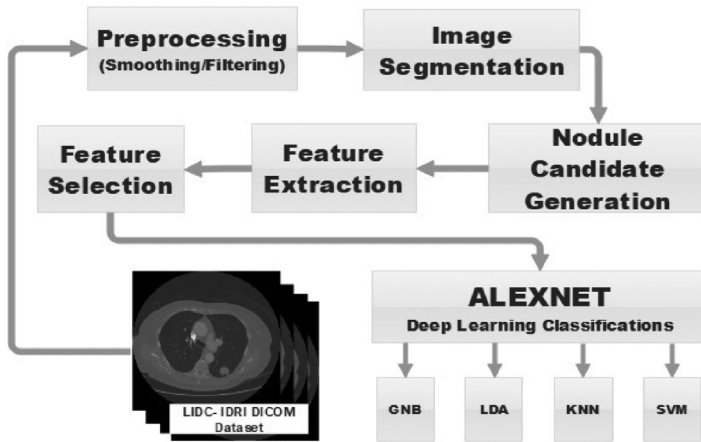 Preprocessing
(Smoothing/Filtering)
Image
Segmentation
Nodule
Candidate
Generation
Feature
Extraction
Feature
Selection
ALEXNET
Deep Learning Classifications
GNB
LDA
KNN
SVM
LIDC- IDRI DICOM
Dataset